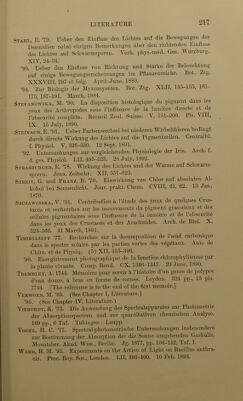 LITERATURE 217
STAHL, E. '79. Ueber den Einfluss des Lichtes auf die Bewegungen der
Desmidien nebst einigen Bemerkungen über den richtenden Einfluss
des Lichtes auf Schwärmsporen. Verh. phys.-med. Ges. Würzburg.
XIV, 24-34.
'80. Ueber den Einfluss von Richtung und Stärke der Beleuchtung
auf einige Bewegungserscheinungen im Pflanzenreiche. Bot. Ztg.
XXXVIII, 297 of selg. April-June, 1880.
'84. Zur Biologie der Myxomyceten. Bot. Ztg. XLII, 145-155, 161-
175, 187-191. March, 1884.
STEFANOWSKA, M. '90. La disposition histologique du pigment dans les
yeux des Arthropodes sous l'influence de la lumière directe et de
l'obscurité complète. Recueil Zool. Suisse. V, 151-200. Pls. VIII,
IX. 15 July, 1890.
STEINACH, E. '91. Ueber Farbenwechsel bei niederen Wirbelthieren bedingt
durch directe Wirkung des Lichtes auf die Pigmentzellen. Centralbl.
f. Physiol. V, 326-330. 12 Sept. 1891.
'92. Untersuchungen zur vergleichenden Physiologie der Iris. Arch. f.
d. ges. Physiol. LII, 495-525. 28 July, 1892.
STRASBURGER, E. '78. Wirkung des Lichtes und der Wärme auf Schwärm-
sporen. Jena. Zeitschr. XII, 551-625.
STREIT, G. und FRANZ, B. '70. Einwirkung von Chlor auf absoluten Al-
kohol bei Sonnenlicht. Jour. prakt. Chem. CVIII, 61, 62. 13 Jan.
1870.
SZCZAWINSKA, V. '91. Contribution à l'étude des yeux de quelques Crus-
tacés et recherches sur les mouvements du pigment granuleux et des
cellules pigmentaires sous l'influence de la lumière et de l'obscurité
dans les yeux des Crustacés et des Arachnides. Arch. de Biol. X,
523-566. 31 March, 1891.
TIMIRIAZEFF '77. Recherches sur la decomposition de l'acide carbonique
dans le spectre solaire par les parties vertes des végétaux. Ann. de
Chim. et de Phys. (5) XII, 355-396.
'90. Enregistrement photographique de la fonction chlorophyllienne par
la plante vivante. Comp. Rend. CX, 1346-1347. 23 June, 1890.
TREMBLEY, A. 1744. Mémoires pour servir à l'histoire d'un genre de polypes
d'eau douce, à bras en forme de cornes. Leyden. 324 pp., 13 pls.
1744. [The reference is to the end of the first memoir.]
VERWORN, M. '89. (See Chapter I, Literature.)
'95. (See Chapter IV, Literature.)
VIERORDT, K. '73. Die Anwendung des Spectralapparates zur Photometrie
der Absorptionspectren und zur quantitativen chemischen Analyse.
169 pp., 6 Taf. Tübingen: Laupp.
VOGEL, H. C. '77. Spectralphotometrische Untersuchungen insbesondere
zur Bestimmung der Absorption der die Sonne umgebenden Gashülle.
Monatsber. Akad. Wiss., Berlin. Jg. 1877, pp. 104-142, Taf. I.
WARD, H. M. '93. Experiments on the Action of Light on Bacillus anthra-
cis. Proc. Roy. Soc., London. LII, 393-400. 10 Feb. 1893.